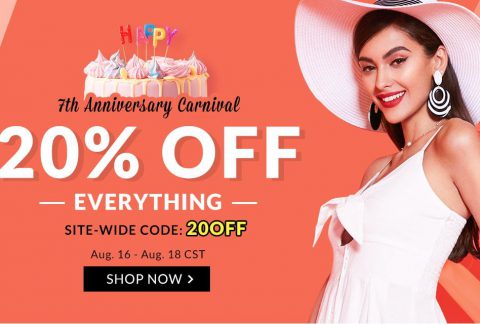 HAPPY
7th Anniversary Carnival
20% OFF
— EVERYTHING —
SITE-WIDE CODE: 20OFF
Aug. 16 - Aug. 18 CST
SHOP NOW >